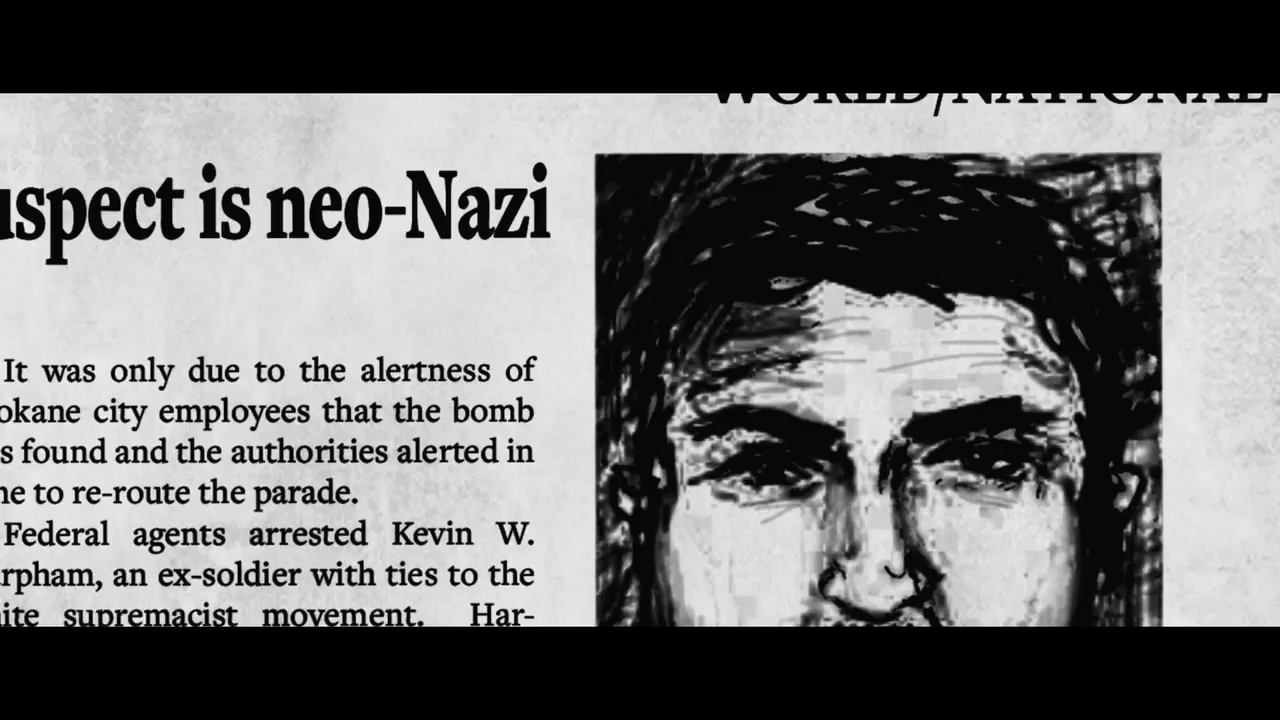 WORLD/NATIONAL
uspect is neo-Nazi
It was only due to the alertness of
okane city employees that the bomb
s found and the authorities alerted in
ne to re-route the parade.
Federal agents arrested Kevin W.
rpham, an ex-soldier with ties to the
ite supremacist movement. Har-